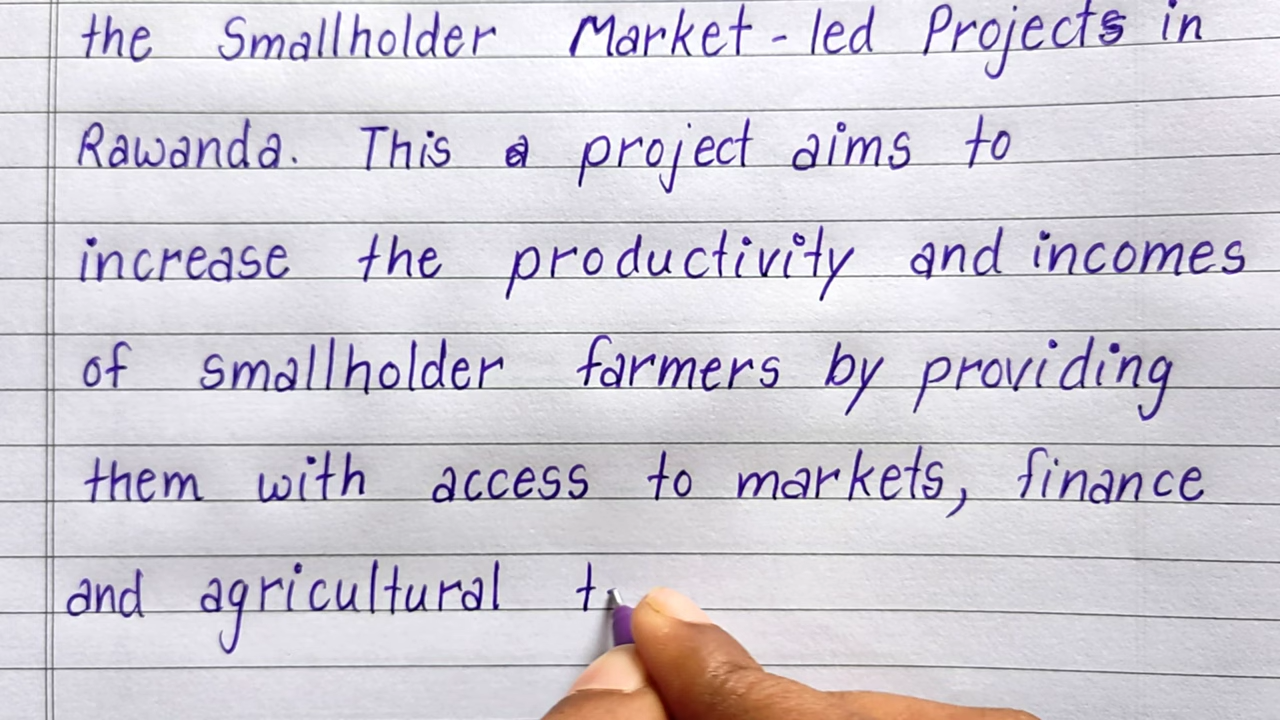 the Smallholder Market-led Projects in
Rawanda. This a project aims to
increase the productivity and incomes
of smallholder farmers by providing
them with access to markets, finance
and agricultural t